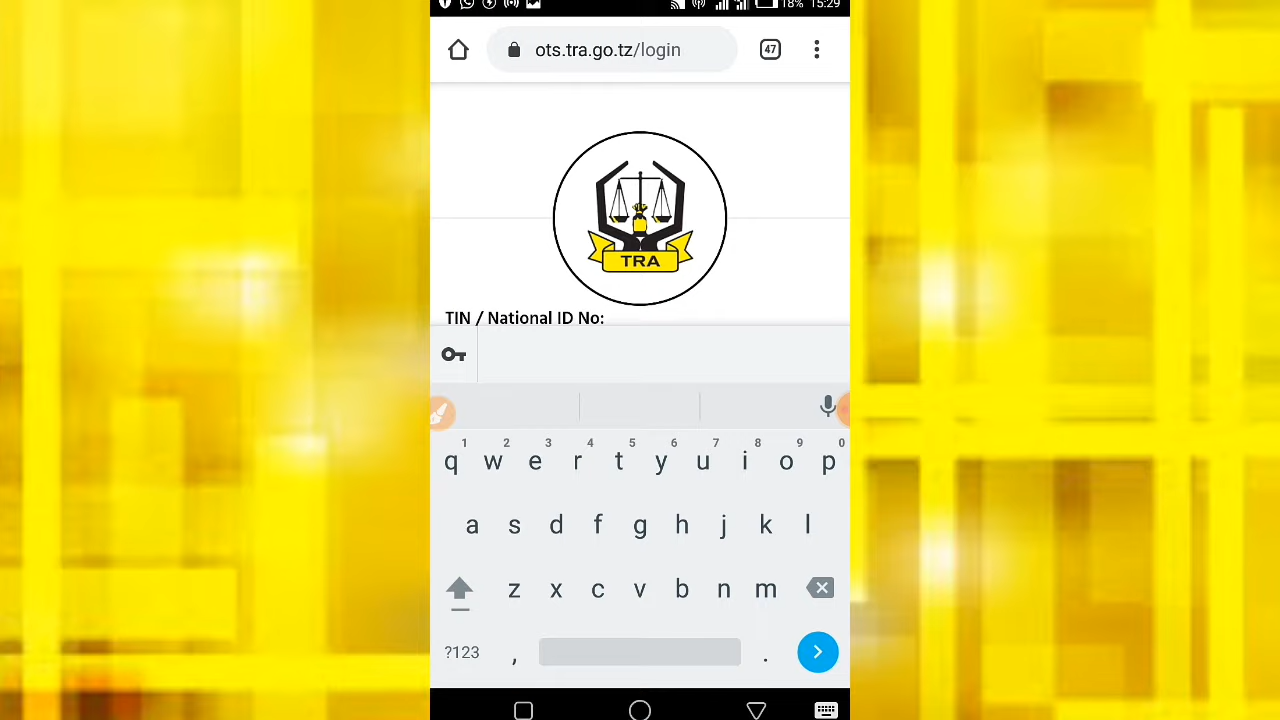 18% 15:29
ots.tra.go.tz/login
47
TRA
TIN / National ID No:
1 2 3 4 5 6 7 8 9 0
q w e r t y u i o p
a s d f g h j k l
z x c v b n m
?123 , .